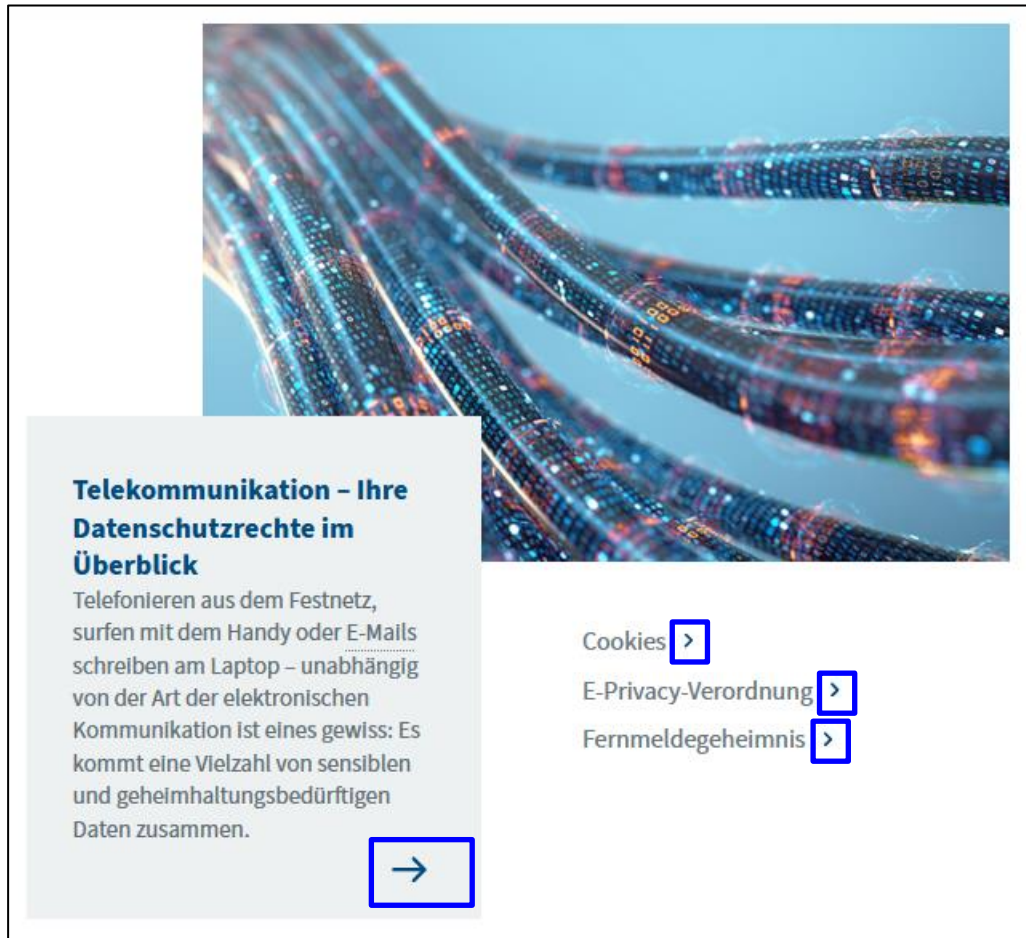 Telekommunikation – Ihre
Datenschutzrechte im
Überblick
Telefonieren aus dem Festnetz,
surfen mit dem Handy oder E-Mails
schreiben am Laptop – unabhängig
von der Art der elektronischen
Kommunikation ist eines gewiss: Es
kommt eine Vielzahl von sensiblen
und geheimhaltungsbedürftigen
Daten zusammen.
Cookies
E-Privacy-Verordnung
Fernmeldegeheimnis